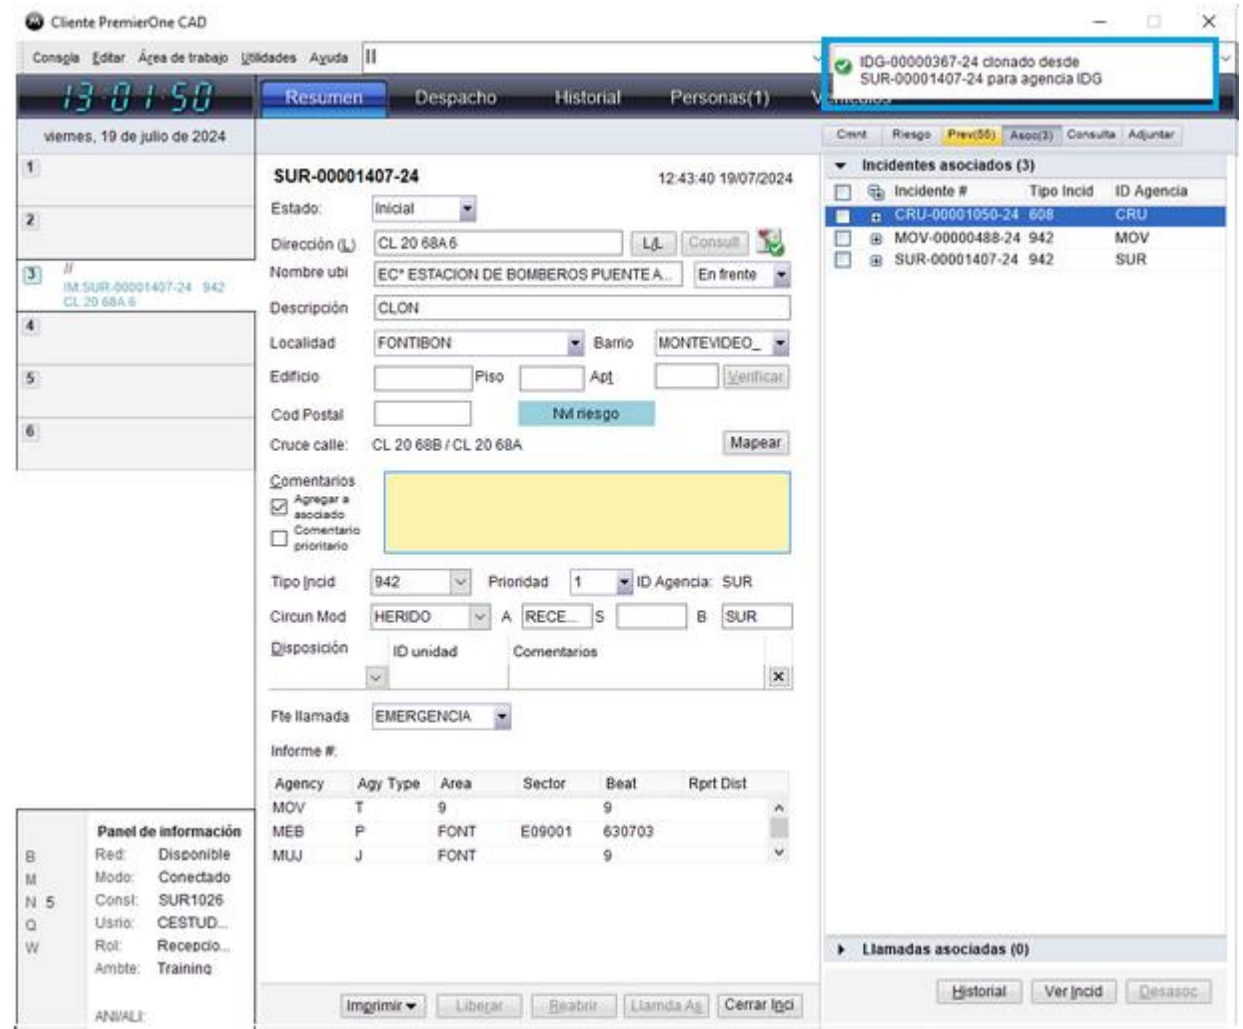 Cliente PremierOne CAD
Consola Editar Área de trabajo Utilidades Ayuda //
IDG-00000367-24 clonado desde
SUR-00001407-24 para agencia IDG
13:01:50 Resumen Despacho Historial Personas(1)
viernes, 19 de julio de 2024
Cmnt Riesgo Prev(55) Asoc(3) Consulta Adjuntar
1
2
3 //
IM:SUR-00001407-24 942
CL 20 68A 6
4
5
6
SUR-00001407-24 12:43:40 19/07/2024
Estado: Inicial
Dirección (L) CL 20 68A 6 L/L Consult
Nombre ubi EC* ESTACION DE BOMBEROS PUENTE A... En frente
Descripción CLON
Localidad FONTIBON Barrio MONTEVIDEO_
Edificio Piso Apt Verificar
Cod Postal Nvl riesgo
Cruce calle: CL 20 68B / CL 20 68A Mapear
Comentarios
Agregar a
asociado
Comentario
prioritario
Tipo Incid 942 Prioridad 1 ID Agencia: SUR
Circun Mod HERIDO A RECE... S B SUR
Disposición ID unidad Comentarios
Fte llamada EMERGENCIA
Informe #:
Agency Agy Type Area Sector Beat Rprt Dist
MOV T 9 9
MEB P FONT E09001 630703
MUJ J FONT 9
Imprimir Liberar Reabrir Llamda As Cerrar Inci
Incidentes asociados (3)
Incidente # Tipo Incid ID Agencia
CRU-00001050-24 608 CRU
MOV-00000488-24 942 MOV
SUR-00001407-24 942 SUR
Llamadas asociadas (0)
Historial Ver Incid Desasoc
Panel de información
B Red: Disponible
M Modo: Conectado
N 5 Consl: SUR1026
Q Usrio: CESTUD...
W Rol: Recepcio...
Ambte: Training
ANI/ALI: